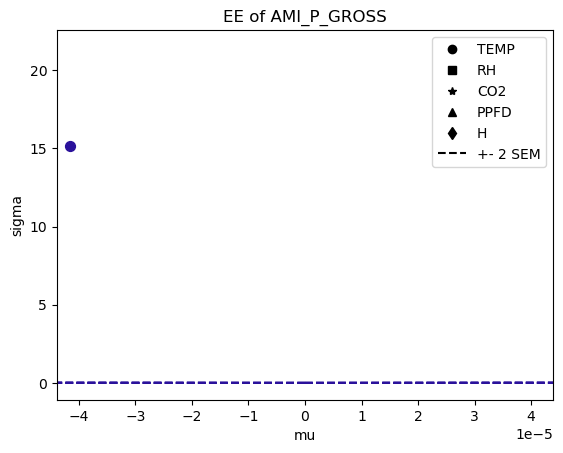 EE of AMI_P_GROSS
TEMP
RH
CO2
PPFD
H
+- 2 SEM
20
15
10
5
0
sigma
−4
−3
−2
−1
0
1
2
3
4
1e−5
mu